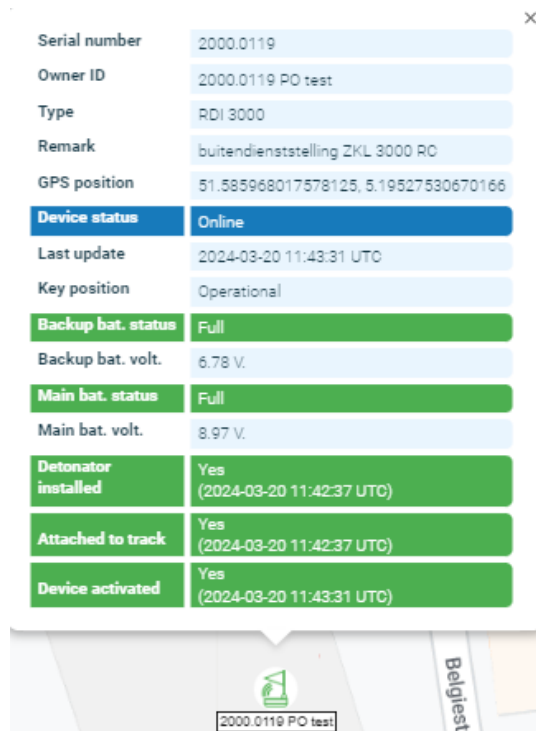 ×
Serial number 2000.0119
Owner ID 2000.0119 PO test
Type RDI 3000
Remark buitendienststelling ZKL 3000 RC
GPS position 51.585968017578125, 5.19527530670166
Device status Online
Last update 2024-03-20 11:43:31 UTC
Key position Operational
Backup bat. status Full
Backup bat. volt. 6.78 V.
Main bat. status Full
Main bat. volt. 8.97 V.
Detonator installed Yes
(2024-03-20 11:42:37 UTC)
Attached to track Yes
(2024-03-20 11:42:37 UTC)
Device activated Yes
(2024-03-20 11:43:31 UTC)
Belgiest
2000.0119 PO test